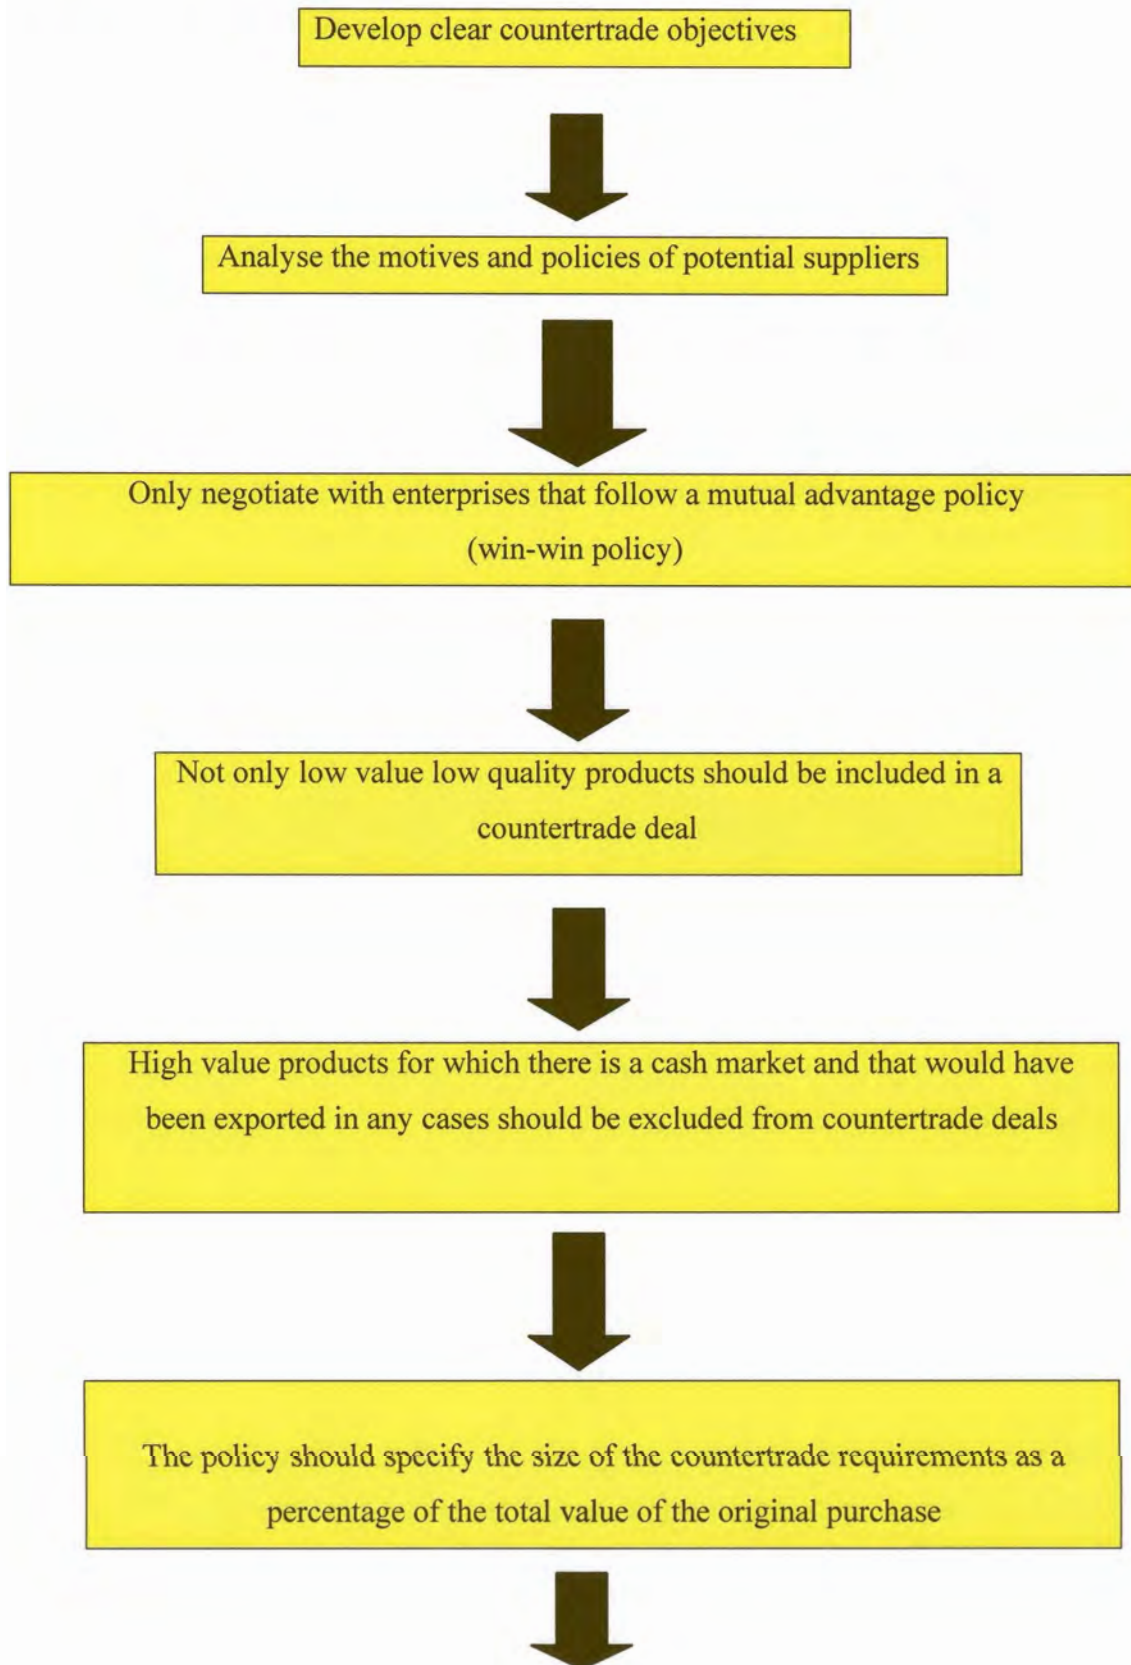 Develop clear countertrade objectives
Analyse the motives and policies of potential suppliers
Only negotiate with enterprises that follow a mutual advantage policy
(win-win policy)
Not only low value low quality products should be included in a
countertrade deal
High value products for which there is a cash market and that would have
been exported in any cases should be excluded from countertrade deals
The policy should specify the size of the countertrade requirements as a
percentage of the total value of the original purchase